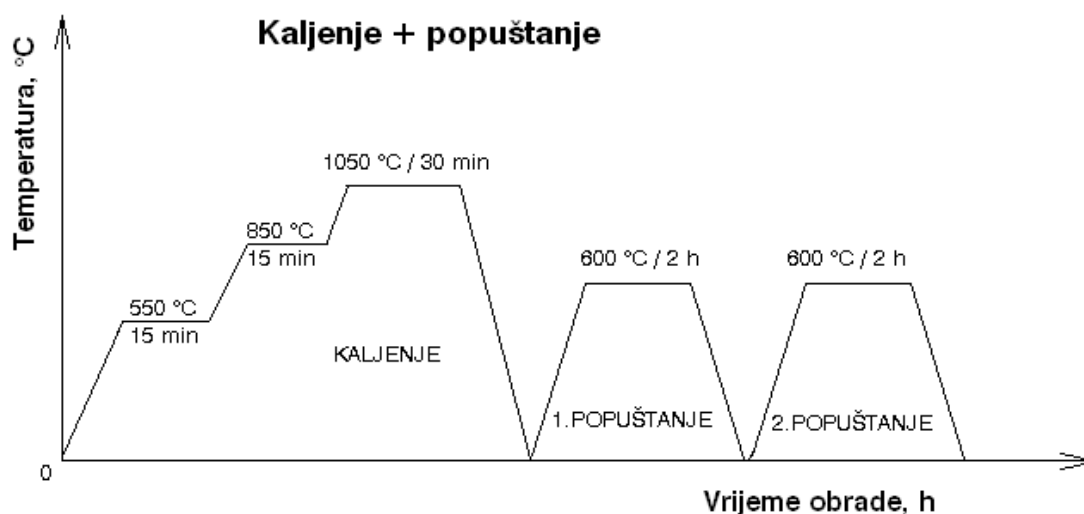 Kaljenje + popuštanje
Temperatura, °C
1050 °C / 30 min
850 °C
15 min
600 °C / 2 h
600 °C / 2 h
550 °C
15 min
KALJENJE
1.POPUŠTANJE
2.POPUŠTANJE
0
Vrijeme obrade, h